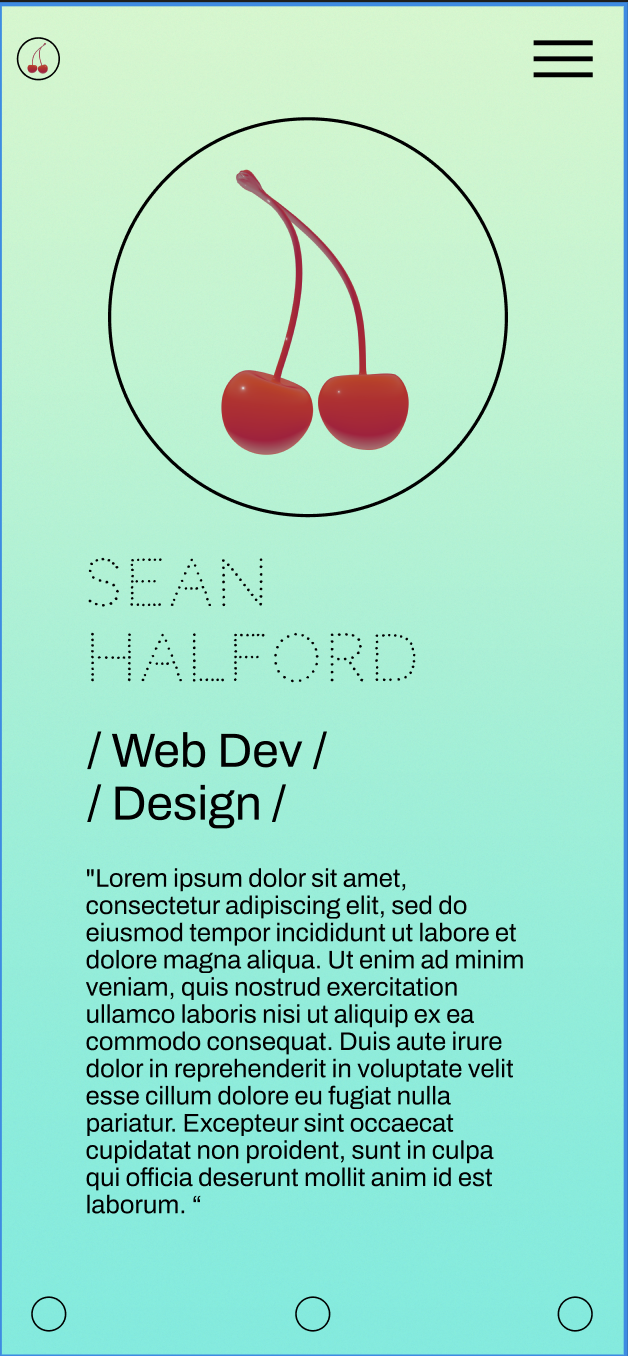 SEAN
HALFORD
/ Web Dev /
/ Design /
"Lorem ipsum dolor sit amet,
consectetur adipiscing elit, sed do
eiusmod tempor incididunt ut labore et
dolore magna aliqua. Ut enim ad minim
veniam, quis nostrud exercitation
ullamco laboris nisi ut aliquip ex ea
commodo consequat. Duis aute irure
dolor in reprehenderit in voluptate velit
esse cillum dolore eu fugiat nulla
pariatur. Excepteur sint occaecat
cupidatat non proident, sunt in culpa
qui officia deserunt mollit anim id est
laborum. “